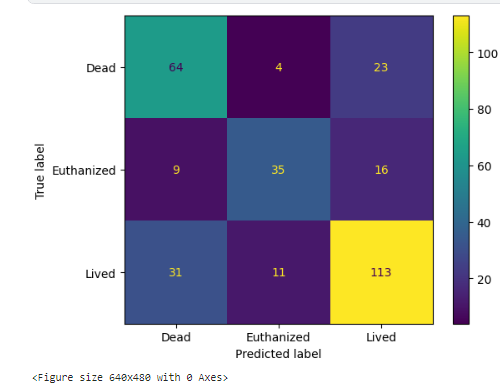 Dead 64 4 23 100
80
Euthanized 9 35 16 60
40
Lived 31 11 113 20
Dead Euthanized Lived
True label
Predicted label
<Figure size 640x480 with 0 Axes>